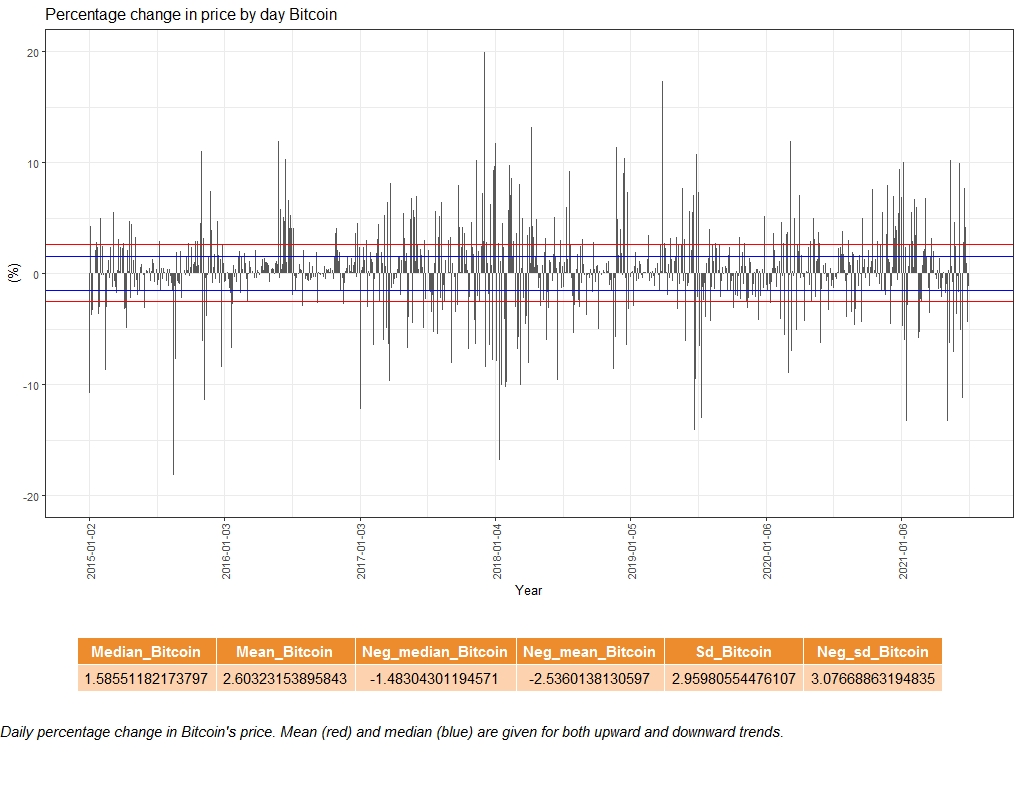 Percentage change in price by day Bitcoin
20
10
0
-10
-20
(%)
2015-01-02
2016-01-03
2017-01-03
2018-01-04
2019-01-05
2020-01-06
2021-01-06
Year
Median_Bitcoin Mean_Bitcoin Neg_median_Bitcoin Neg_mean_Bitcoin Sd_Bitcoin Neg_sd_Bitcoin
1.58551182173797 2.60323153895843 -1.48304301194571 -2.5360138130597 2.95980554476107 3.07668863194835
Daily percentage change in Bitcoin's price. Mean (red) and median (blue) are given for both upward and downward trends.